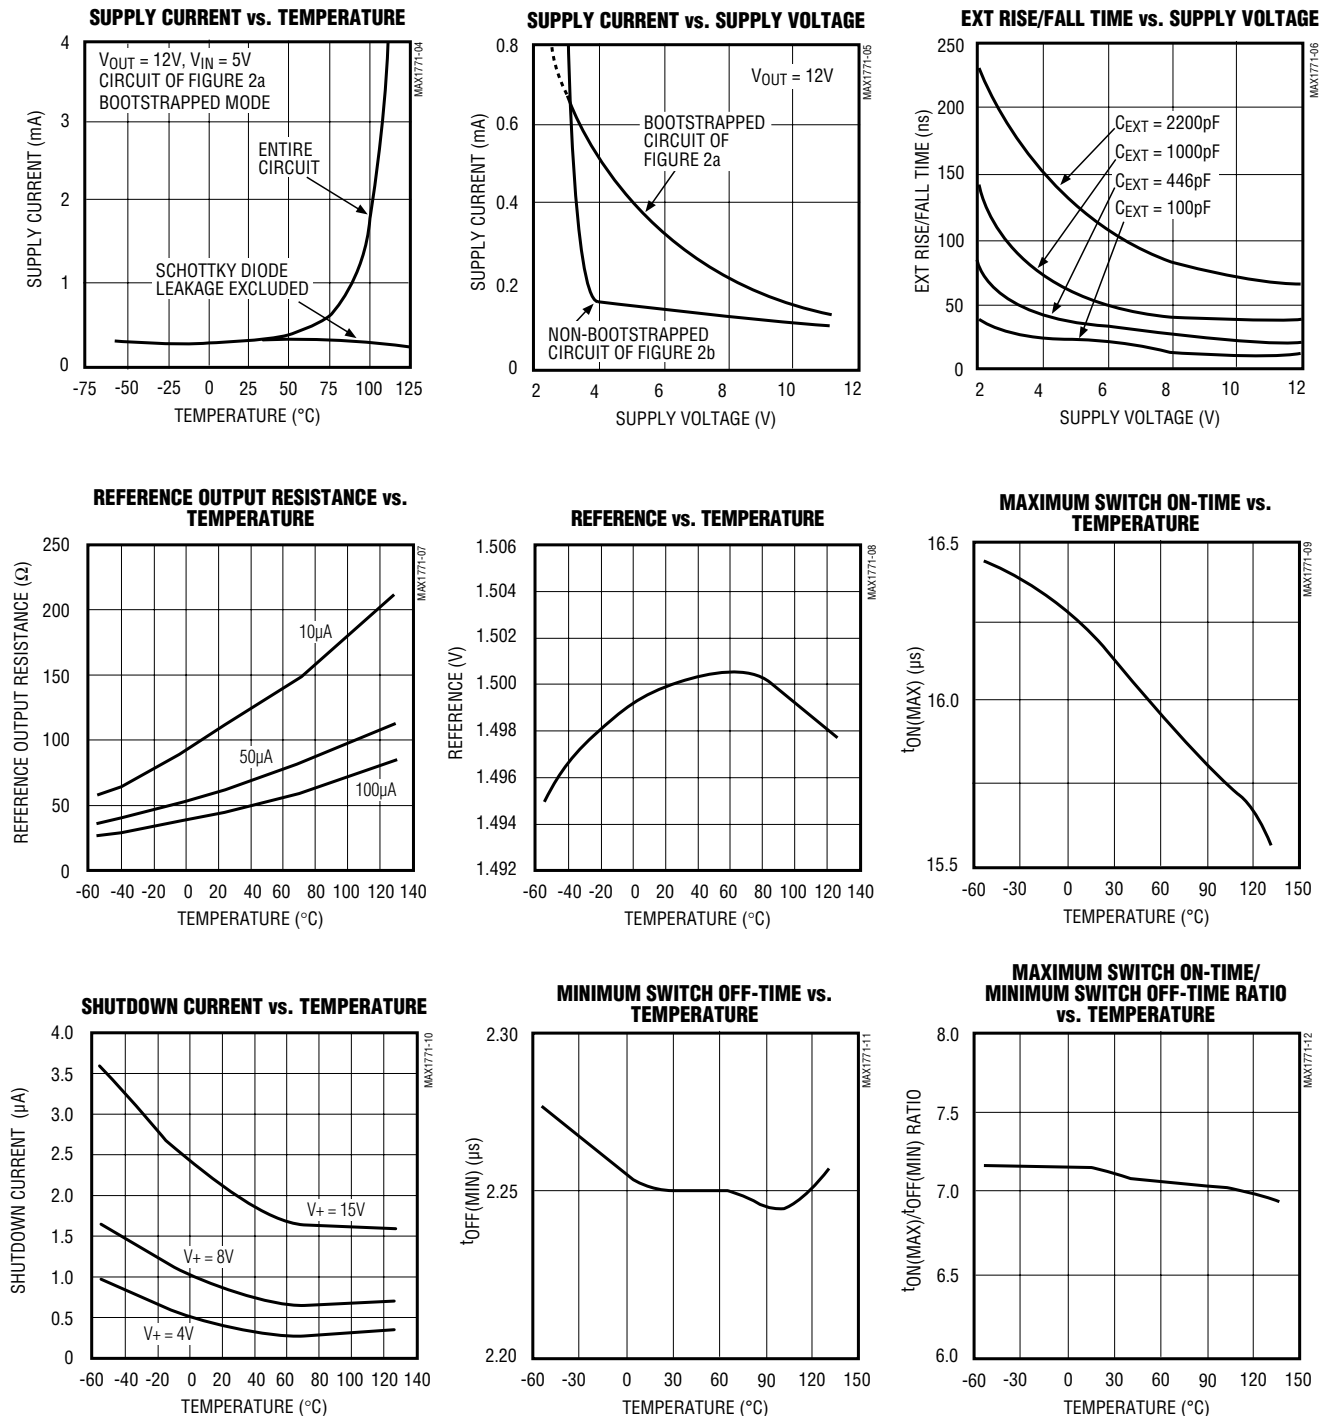 SUPPLY CURRENT vs. TEMPERATURE
SUPPLY CURRENT (mA)
4
3
2
1
0
VOUT = 12V, VIN = 5V
CIRCUIT OF FIGURE 2a
BOOTSTRAPPED MODE
ENTIRE
CIRCUIT
SCHOTTKY DIODE
LEAKAGE EXCLUDED
MAX1771-04
-75 -50 -25 0 25 50 75 100 125
TEMPERATURE (°C)
SUPPLY CURRENT vs. SUPPLY VOLTAGE
SUPPLY CURRENT (mA)
0.8
0.6
0.4
0.2
0
VOUT = 12V
BOOTSTRAPPED
CIRCUIT OF
FIGURE 2a
NON-BOOTSTRAPPED
CIRCUIT OF FIGURE 2b
MAX1771-05
2 4 6 8 10 12
SUPPLY VOLTAGE (V)
EXT RISE/FALL TIME vs. SUPPLY VOLTAGE
EXT RISE/FALL TIME (ns)
250
200
150
100
50
0
CEXT = 2200pF
CEXT = 1000pF
CEXT = 446pF
CEXT = 100pF
MAX1771-06
2 4 6 8 10 12
SUPPLY VOLTAGE (V)
REFERENCE OUTPUT RESISTANCE vs.
TEMPERATURE
REFERENCE OUTPUT RESISTANCE (Ω)
250
200
150
100
50
0
10µA
50µA
100µA
MAX1771-07
-60 -40 -20 0 20 40 60 80 100 120 140
TEMPERATURE (°C)
REFERENCE vs. TEMPERATURE
REFERENCE (V)
1.506
1.504
1.502
1.500
1.498
1.496
1.494
1.492
MAX1771-08
-60 -40 -20 0 20 40 60 80 100 120 140
TEMPERATURE (°C)
MAXIMUM SWITCH ON-TIME vs.
TEMPERATURE
tON(MAX) (µs)
16.5
16.0
15.5
MAX1771-09
-60 -30 0 30 60 90 120 150
TEMPERATURE (°C)
SHUTDOWN CURRENT vs. TEMPERATURE
SHUTDOWN CURRENT (µA)
4.0
3.5
3.0
2.5
2.0
1.5
1.0
0.5
0
V+ = 15V
V+ = 8V
V+ = 4V
MAX1771-10
-60 -40 -20 0 20 40 60 80 100 120 140
TEMPERATURE (°C)
MINIMUM SWITCH OFF-TIME vs.
TEMPERATURE
tOFF(MIN) (µs)
2.30
2.25
2.20
MAX1771-11
-60 -30 0 30 60 90 120 150
TEMPERATURE (°C)
MAXIMUM SWITCH ON-TIME/
MINIMUM SWITCH OFF-TIME RATIO
vs. TEMPERATURE
tON(MAX)/tOFF(MIN) RATIO
8.0
7.5
7.0
6.5
6.0
MAX1771-12
-60 -30 0 30 60 90 120 150
TEMPERATURE (°C)